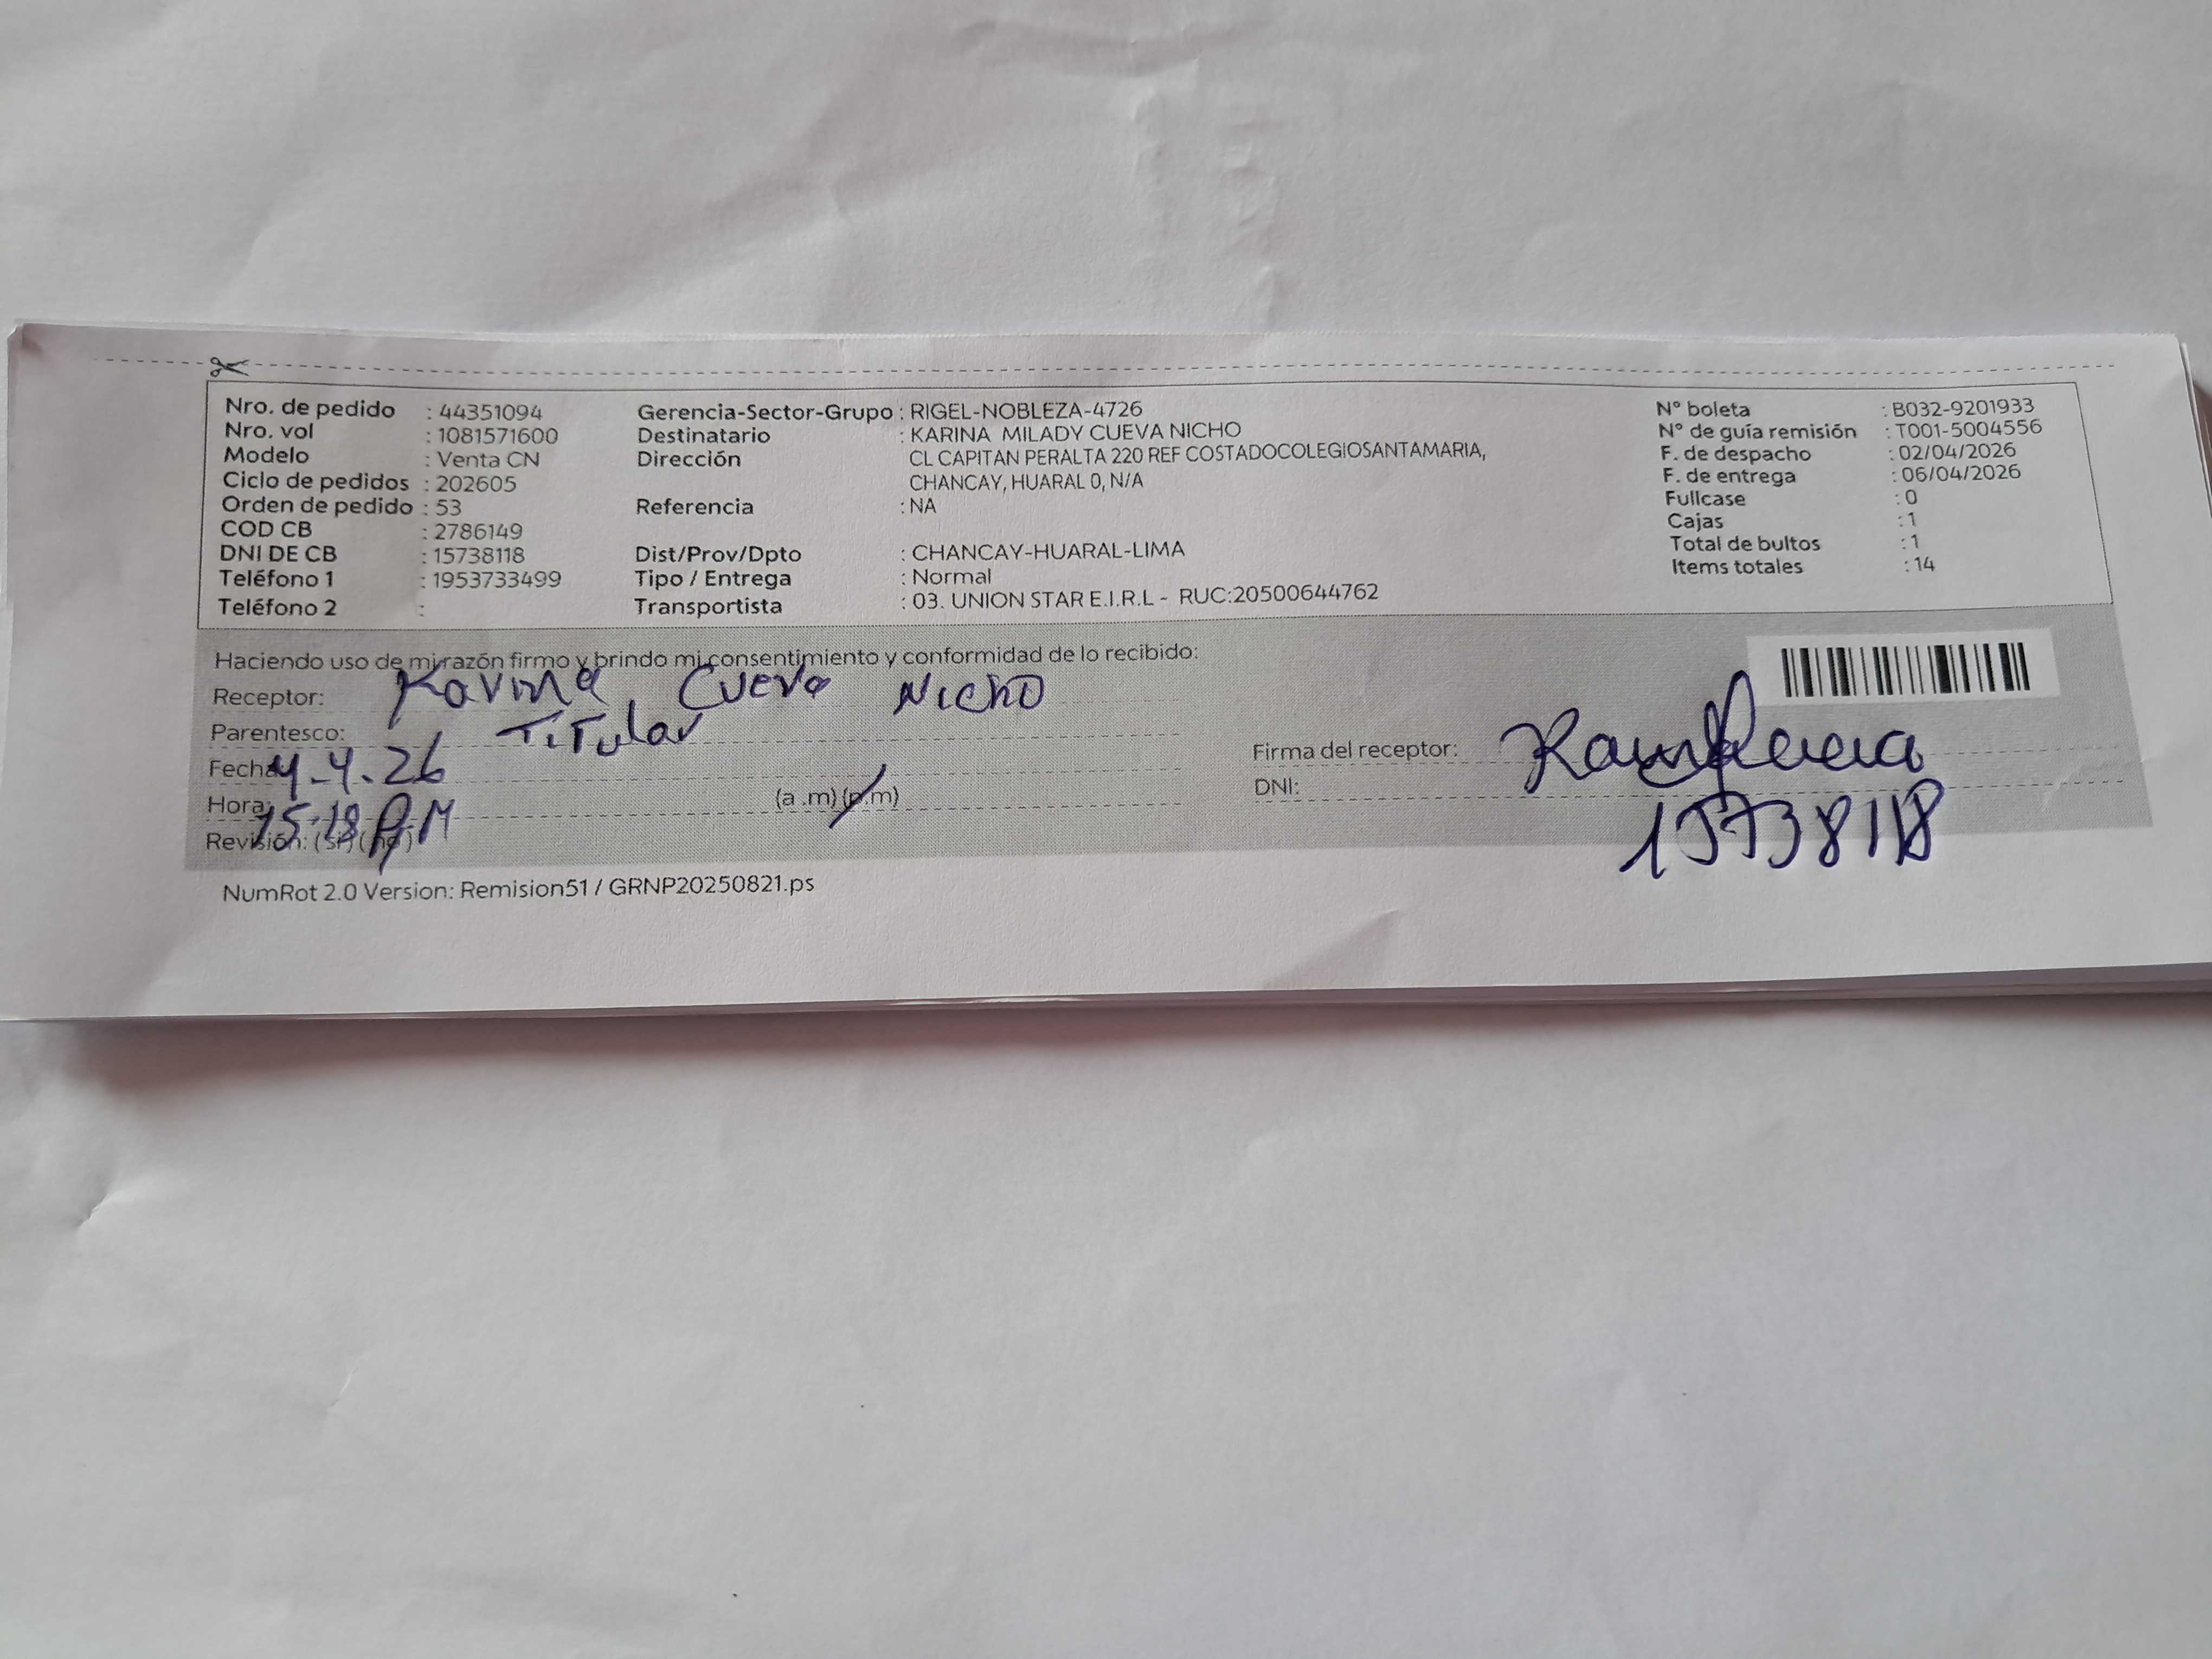 Nro. de pedido : 44351094
Nro. vol : 1081571600
Modelo : Venta CN
Ciclo de pedidos : 202605
Orden de pedido : 53
COD CB : 2786149
DNI DE CB : 15738118
Teléfono 1 : 1953733499
Teléfono 2 :
Gerencia-Sector-Grupo : RIGEL-NOBLEZA-4726
Destinatario : KARINA MILADY CUEVA NICHO
Dirección CL CAPITAN PERALTA 220 REF COSTADOCOLEGIOSANTAMARIA,
CHANCAY, HUARAL 0, N/A
Referencia : NA
Dist/Prov/Dpto : CHANCAY-HUARAL-LIMA
Tipo / Entrega : Normal
Transportista : 03. UNION STAR E.I.R.L - RUC:20500644762
N° boleta : B032-9201933
N° de guía remisión : T001-5004556
F. de despacho : 02/04/2026
F. de entrega : 06/04/2026
Fullcase : 0
Cajas : 1
Total de bultos : 1
Items totales : 14
Haciendo uso de mi razón firmo y brindo mi consentimiento y conformidad de lo recibido:
Receptor: Karina Cueva Nicho
Parentesco: Titular
Fecha: 4-4-26
Hora: 15:18 P.M (a .m) (p.m)
Revisión: (si) (no)
Firma del receptor:
DNI: 15738118
NumRot 2.0 Version: Remision51 / GRNP20250821.ps